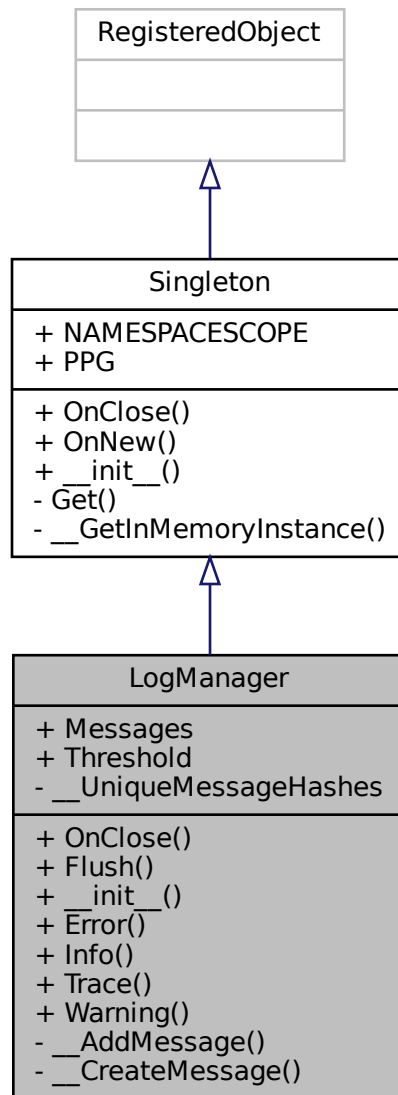 RegisteredObject
Singleton
+ NAMESPACESCOPE
+ PPG
+ OnClose()
+ OnNew()
+ __init__()
- Get()
- __GetInMemoryInstance()
LogManager
+ Messages
+ Threshold
- __UniqueMessageHashes
+ OnClose()
+ Flush()
+ __init__()
+ Error()
+ Info()
+ Trace()
+ Warning()
- __AddMessage()
- __CreateMessage()